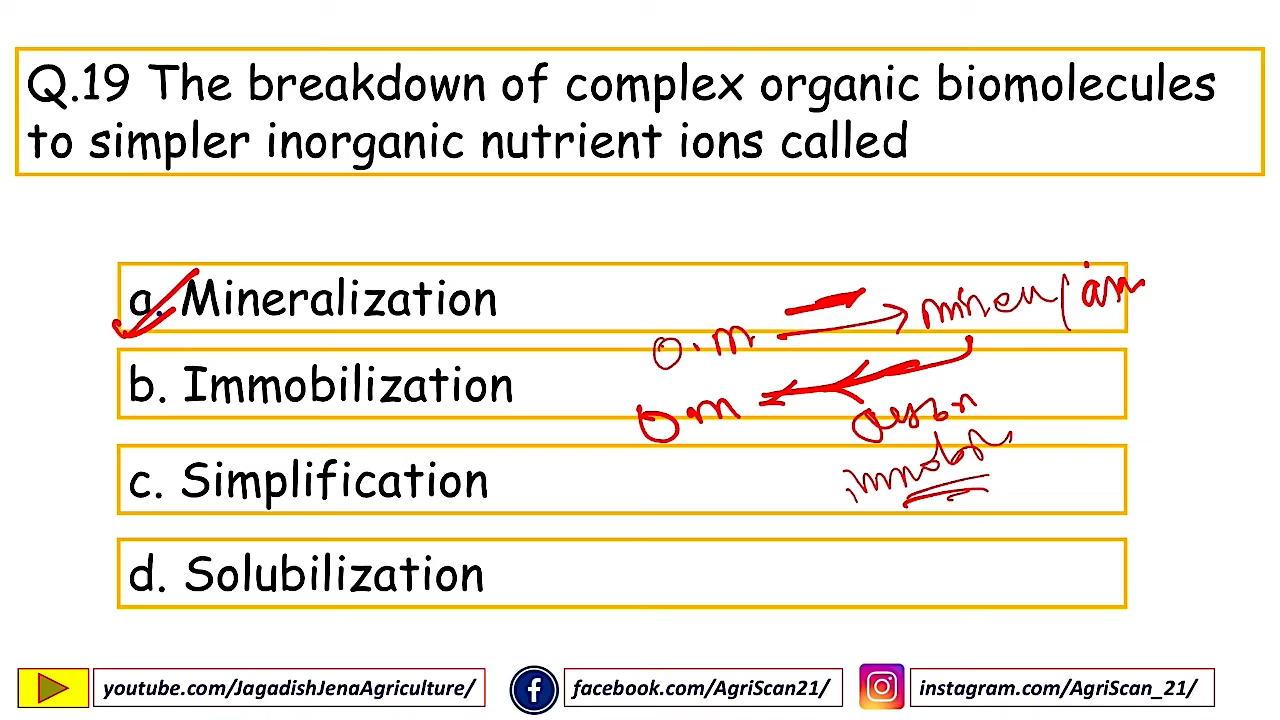 Q.19 The breakdown of complex organic biomolecules
to simpler inorganic nutrient ions called
a. Mineralization
O.M
b. Immobilization
O.M
c. Simplification
d. Solubilization
youtube.com/JagadishJenaAgriculture/
facebook.com/AgriScan21/
instagram.com/AgriScan_21/